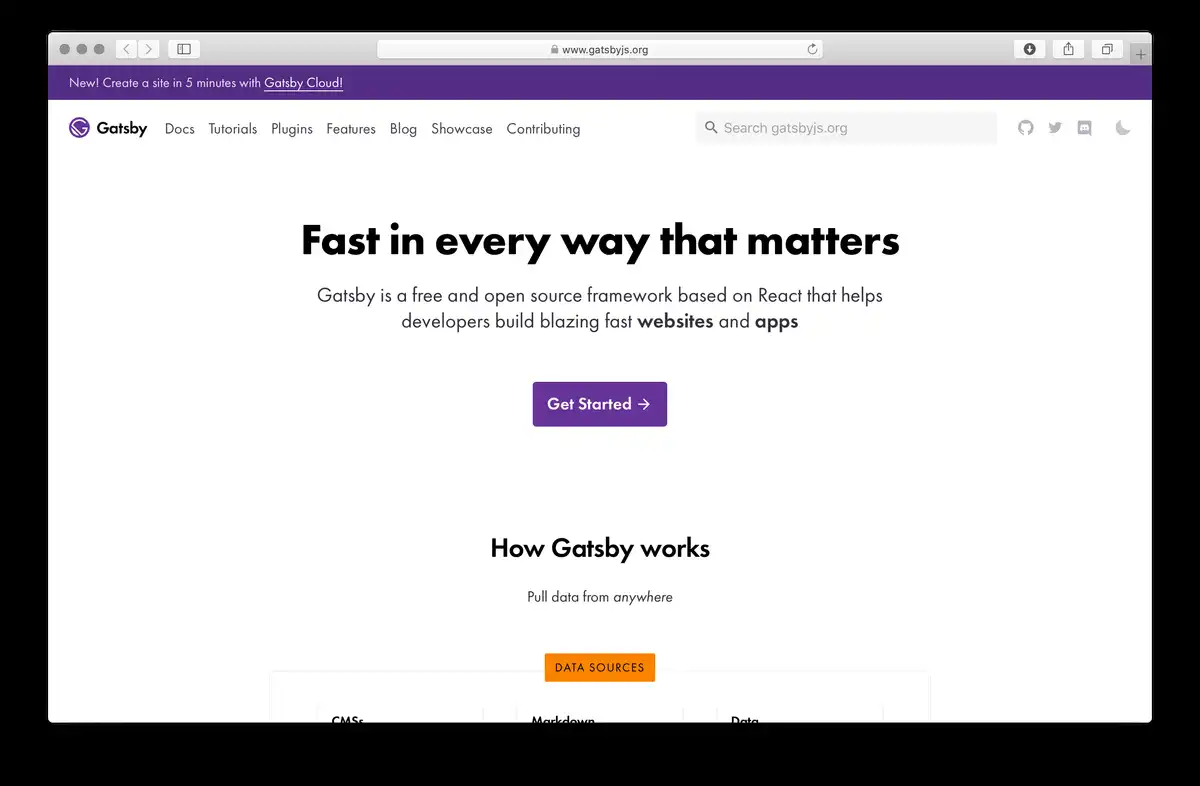 www.gatsbyjs.org
New! Create a site in 5 minutes with Gatsby Cloud!
Gatsby Docs Tutorials Plugins Features Blog Showcase Contributing Search gatsbyjs.org
Fast in every way that matters
Gatsby is a free and open source framework based on React that helps
developers build blazing fast websites and apps
Get Started →
How Gatsby works
Pull data from anywhere
DATA SOURCES
CMSs Markdown Data